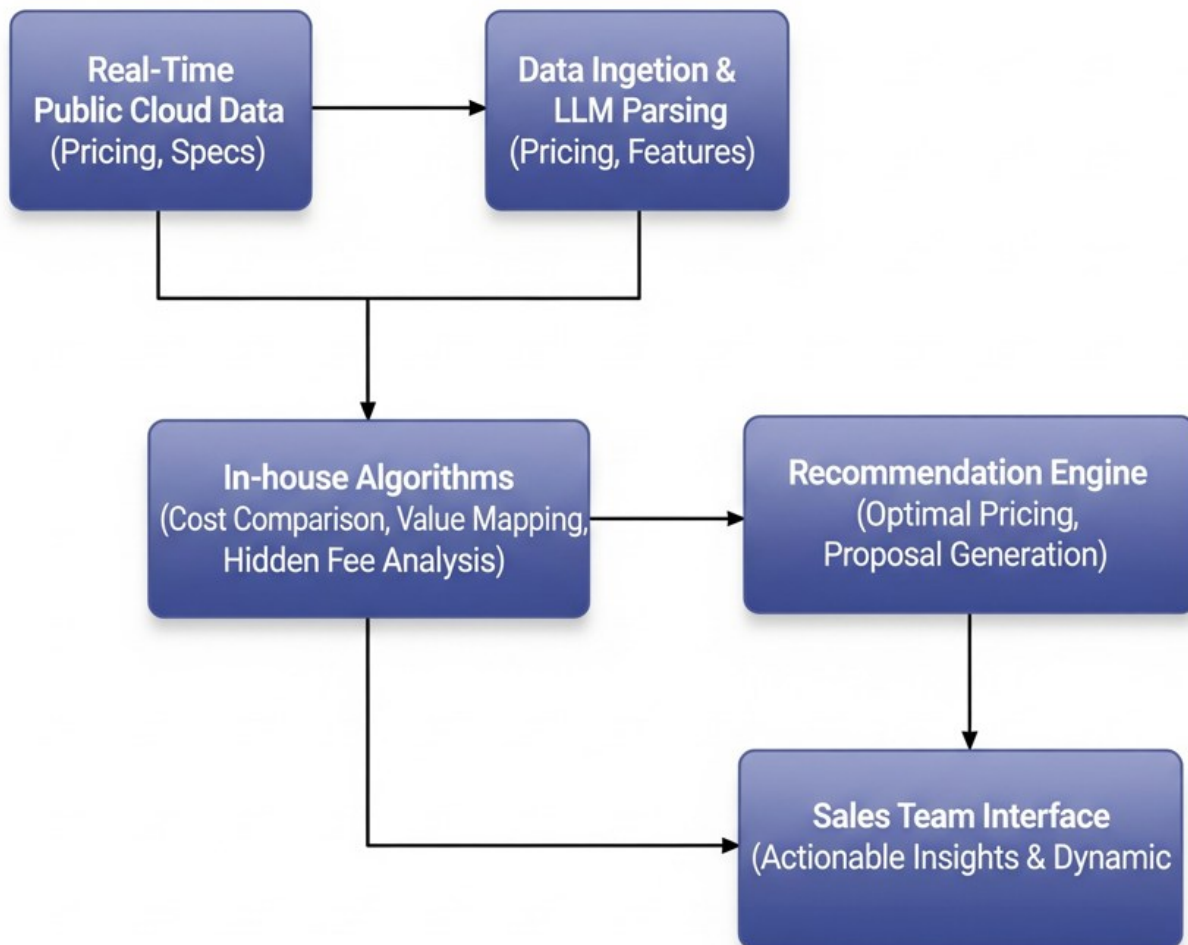 Real-Time
Public Cloud Data
(Pricing, Specs)
Data Ingetion &
LLM Parsing
(Pricing, Features)
In-house Algorithms
(Cost Comparison, Value Mapping,
Hidden Fee Analysis)
Recommendation Engine
(Optimal Pricing,
Proposal Generation)
Sales Team Interface
(Actionable Insights & Dynamic